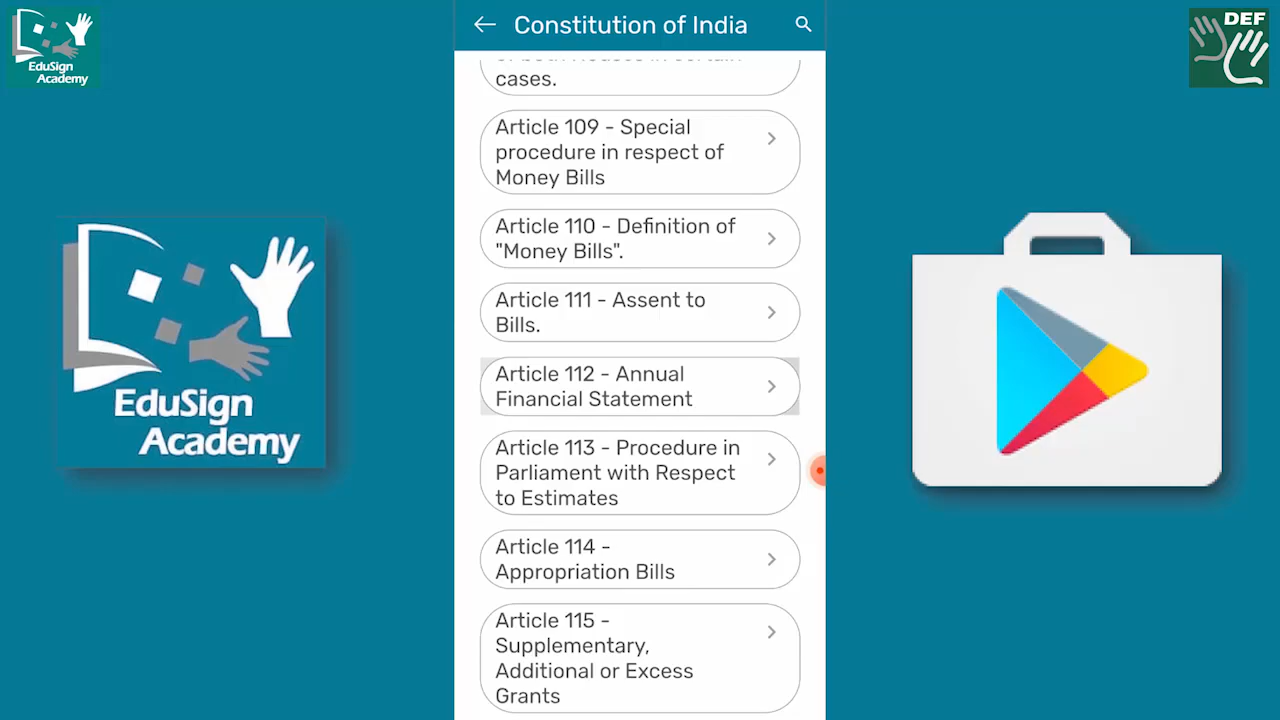 EduSign
Academy
Constitution of India
DEF
cases.
Article 109 - Special
procedure in respect of
Money Bills
Article 110 - Definition of
"Money Bills".
Article 111 - Assent to
Bills.
Article 112 - Annual
Financial Statement
Article 113 - Procedure in
Parliament with Respect
to Estimates
Article 114 -
Appropriation Bills
Article 115 -
Supplementary,
Additional or Excess
Grants
EduSign
Academy